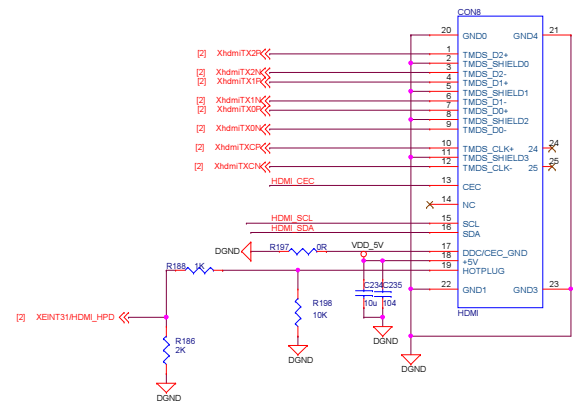 CON8
20 GND0 GND4 21
[2] XhdmiTX2P 1 TMDS_D2+
2 TMDS_SHIELD0
[2] XhdmiTX2N 3 TMDS_D2-
[2] XhdmiTX1P 4 TMDS_D1+
5 TMDS_SHIELD1
[2] XhdmiTX1N 6 TMDS_D1-
[2] XhdmiTX0P 7 TMDS_D0+
8 TMDS_SHIELD2
[2] XhdmiTX0N 9 TMDS_D0-
[2] XhdmiTXCP 10 TMDS_CLK+ 24 24
11 TMDS_SHIELD3
[2] XhdmiTXCN 12 TMDS_CLK- 25 25
HDMI_CEC 13 CEC
14 NC
HDMI_SCL 15 SCL
HDMI_SDA 16 SDA
DGND R197 0R VDD_5V 17 DDC/CEC_GND
18 +5V
R188 1K 19 HOTPLUG
C234 C235
10u 104
22 GND1 GND3 23
R198
10K
HDMI
[2] XEINT31/HDMI_HPD
R186
2K
DGND
DGND
DGND
DGND